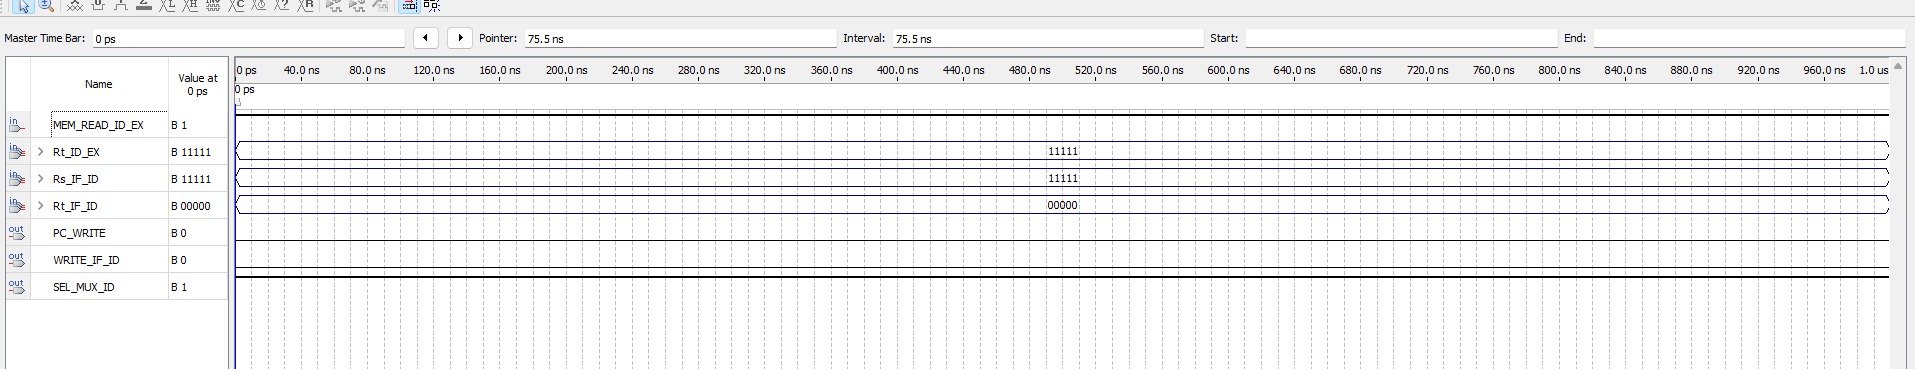 Master Time Bar: 0 ps Pointer: 75.5 ns Interval: 75.5 ns Start: End:
Name Value at 0 ps
0 ps 40.0 ns 80.0 ns 120.0 ns 160.0 ns 200.0 ns 240.0 ns 280.0 ns 320.0 ns 360.0 ns 400.0 ns 440.0 ns 480.0 ns 520.0 ns 560.0 ns 600.0 ns 640.0 ns 680.0 ns 720.0 ns 760.0 ns 800.0 ns 840.0 ns 880.0 ns 920.0 ns 960.0 ns 1.0 us
0 ps
in MEM_READ_ID_EX B 1
in Rt_ID_EX B 11111 11111
in Rs_IF_ID B 11111 11111
in Rt_IF_ID B 00000 00000
out PC_WRITE B 0
out WRITE_IF_ID B 0
out SEL_MUX_ID B 1